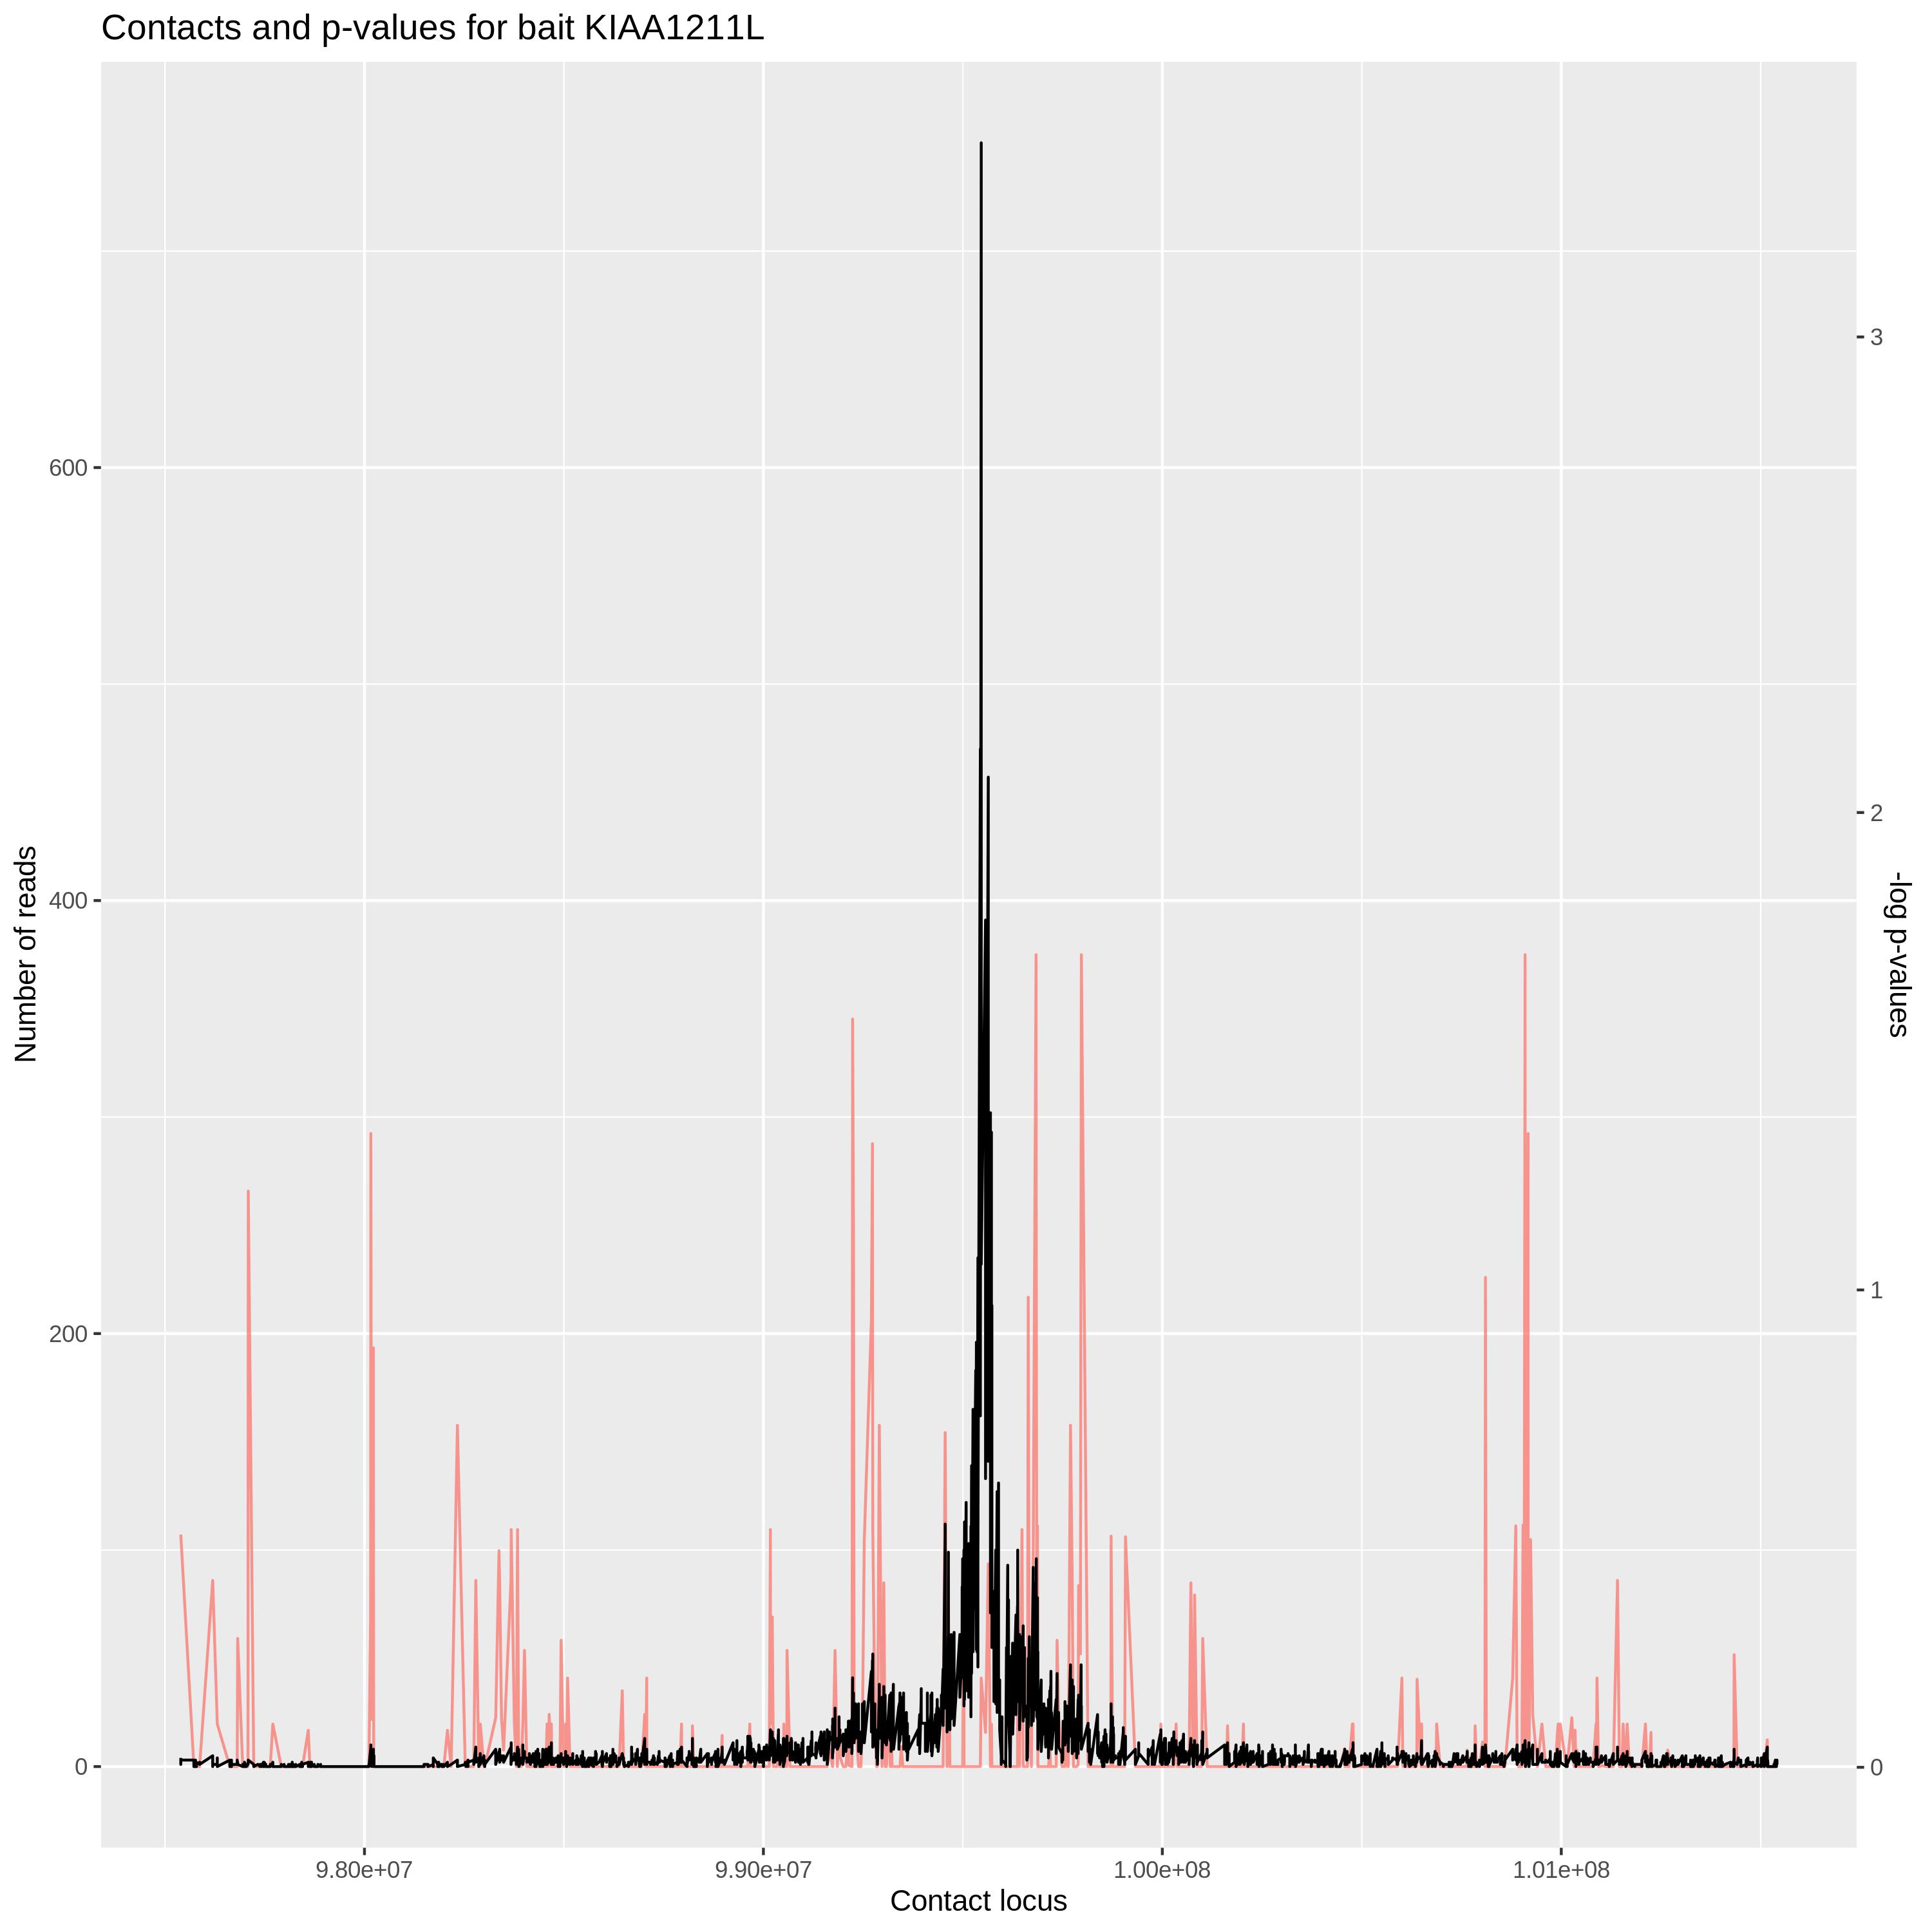 Contacts and p-values for bait KIAA1211L
Number of reads
600
400
200
0
3
2
1
0
-log p-values
9.80e+07
9.90e+07
1.00e+08
1.01e+08
Contact locus